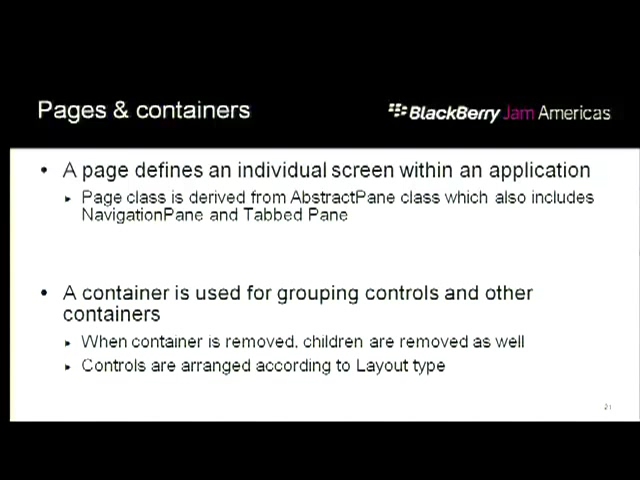 Pages & containers
BlackBerry Jam Americas
• A page defines an individual screen within an application
▸ Page class is derived from AbstractPane class which also includes
NavigationPane and Tabbed Pane
• A container is used for grouping controls and other
containers
▸ When container is removed, children are removed as well
▸ Controls are arranged according to Layout type
21